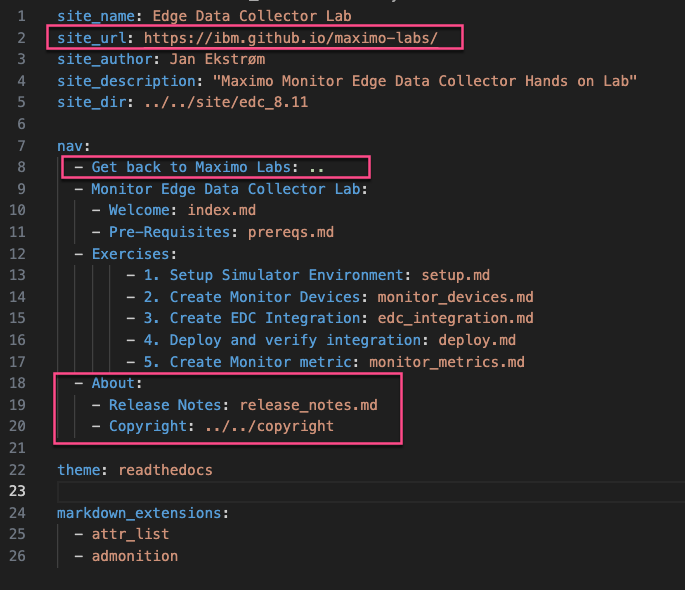 1 site_name: Edge Data Collector Lab
2 site_url: https://ibm.github.io/maximo-labs/
3 site_author: Jan Ekstrøm
4 site_description: "Maximo Monitor Edge Data Collector Hands on Lab"
5 site_dir: ../../site/edc_8.11
6
7 nav:
8 - Get back to Maximo Labs: ..
9 - Monitor Edge Data Collector Lab:
10 - Welcome: index.md
11 - Pre-Requisites: prereqs.md
12 - Exercises:
13 - 1. Setup Simulator Environment: setup.md
14 - 2. Create Monitor Devices: monitor_devices.md
15 - 3. Create EDC Integration: edc_integration.md
16 - 4. Deploy and verify integration: deploy.md
17 - 5. Create Monitor metric: monitor_metrics.md
18 - About:
19 - Release Notes: release_notes.md
20 - Copyright: ../../copyright
21
22 theme: readthedocs
23
24 markdown_extensions:
25 - attr_list
26 - admonition